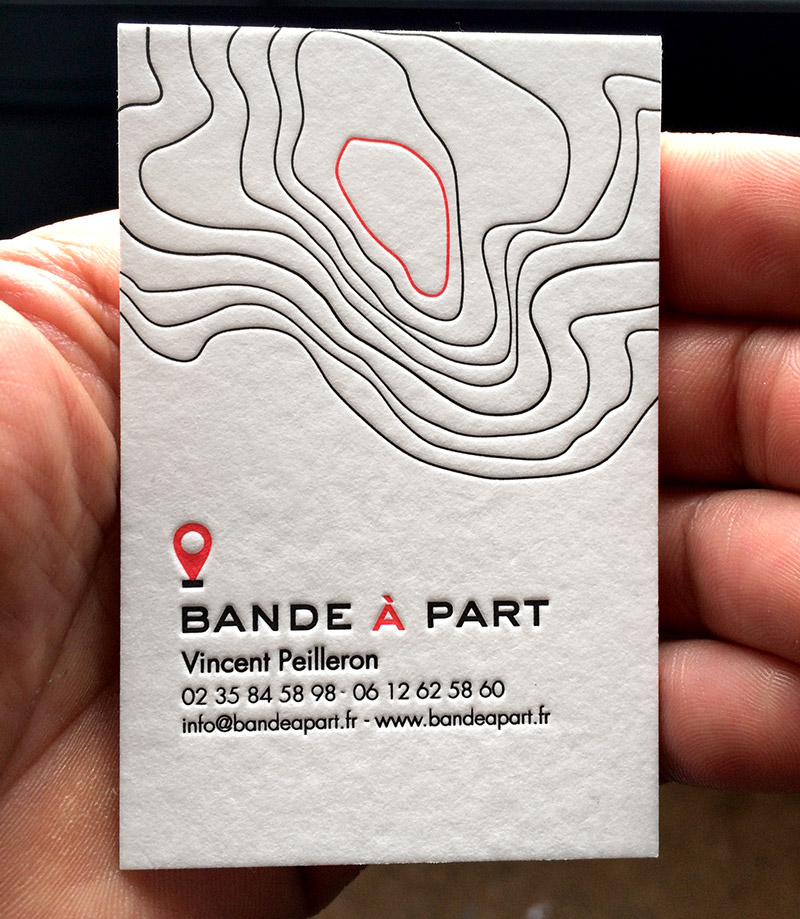 BANDE À PART
Vincent Peilleron
02 35 84 58 98 - 06 12 62 58 60
info@bandeapart.fr - www.bandeapart.fr